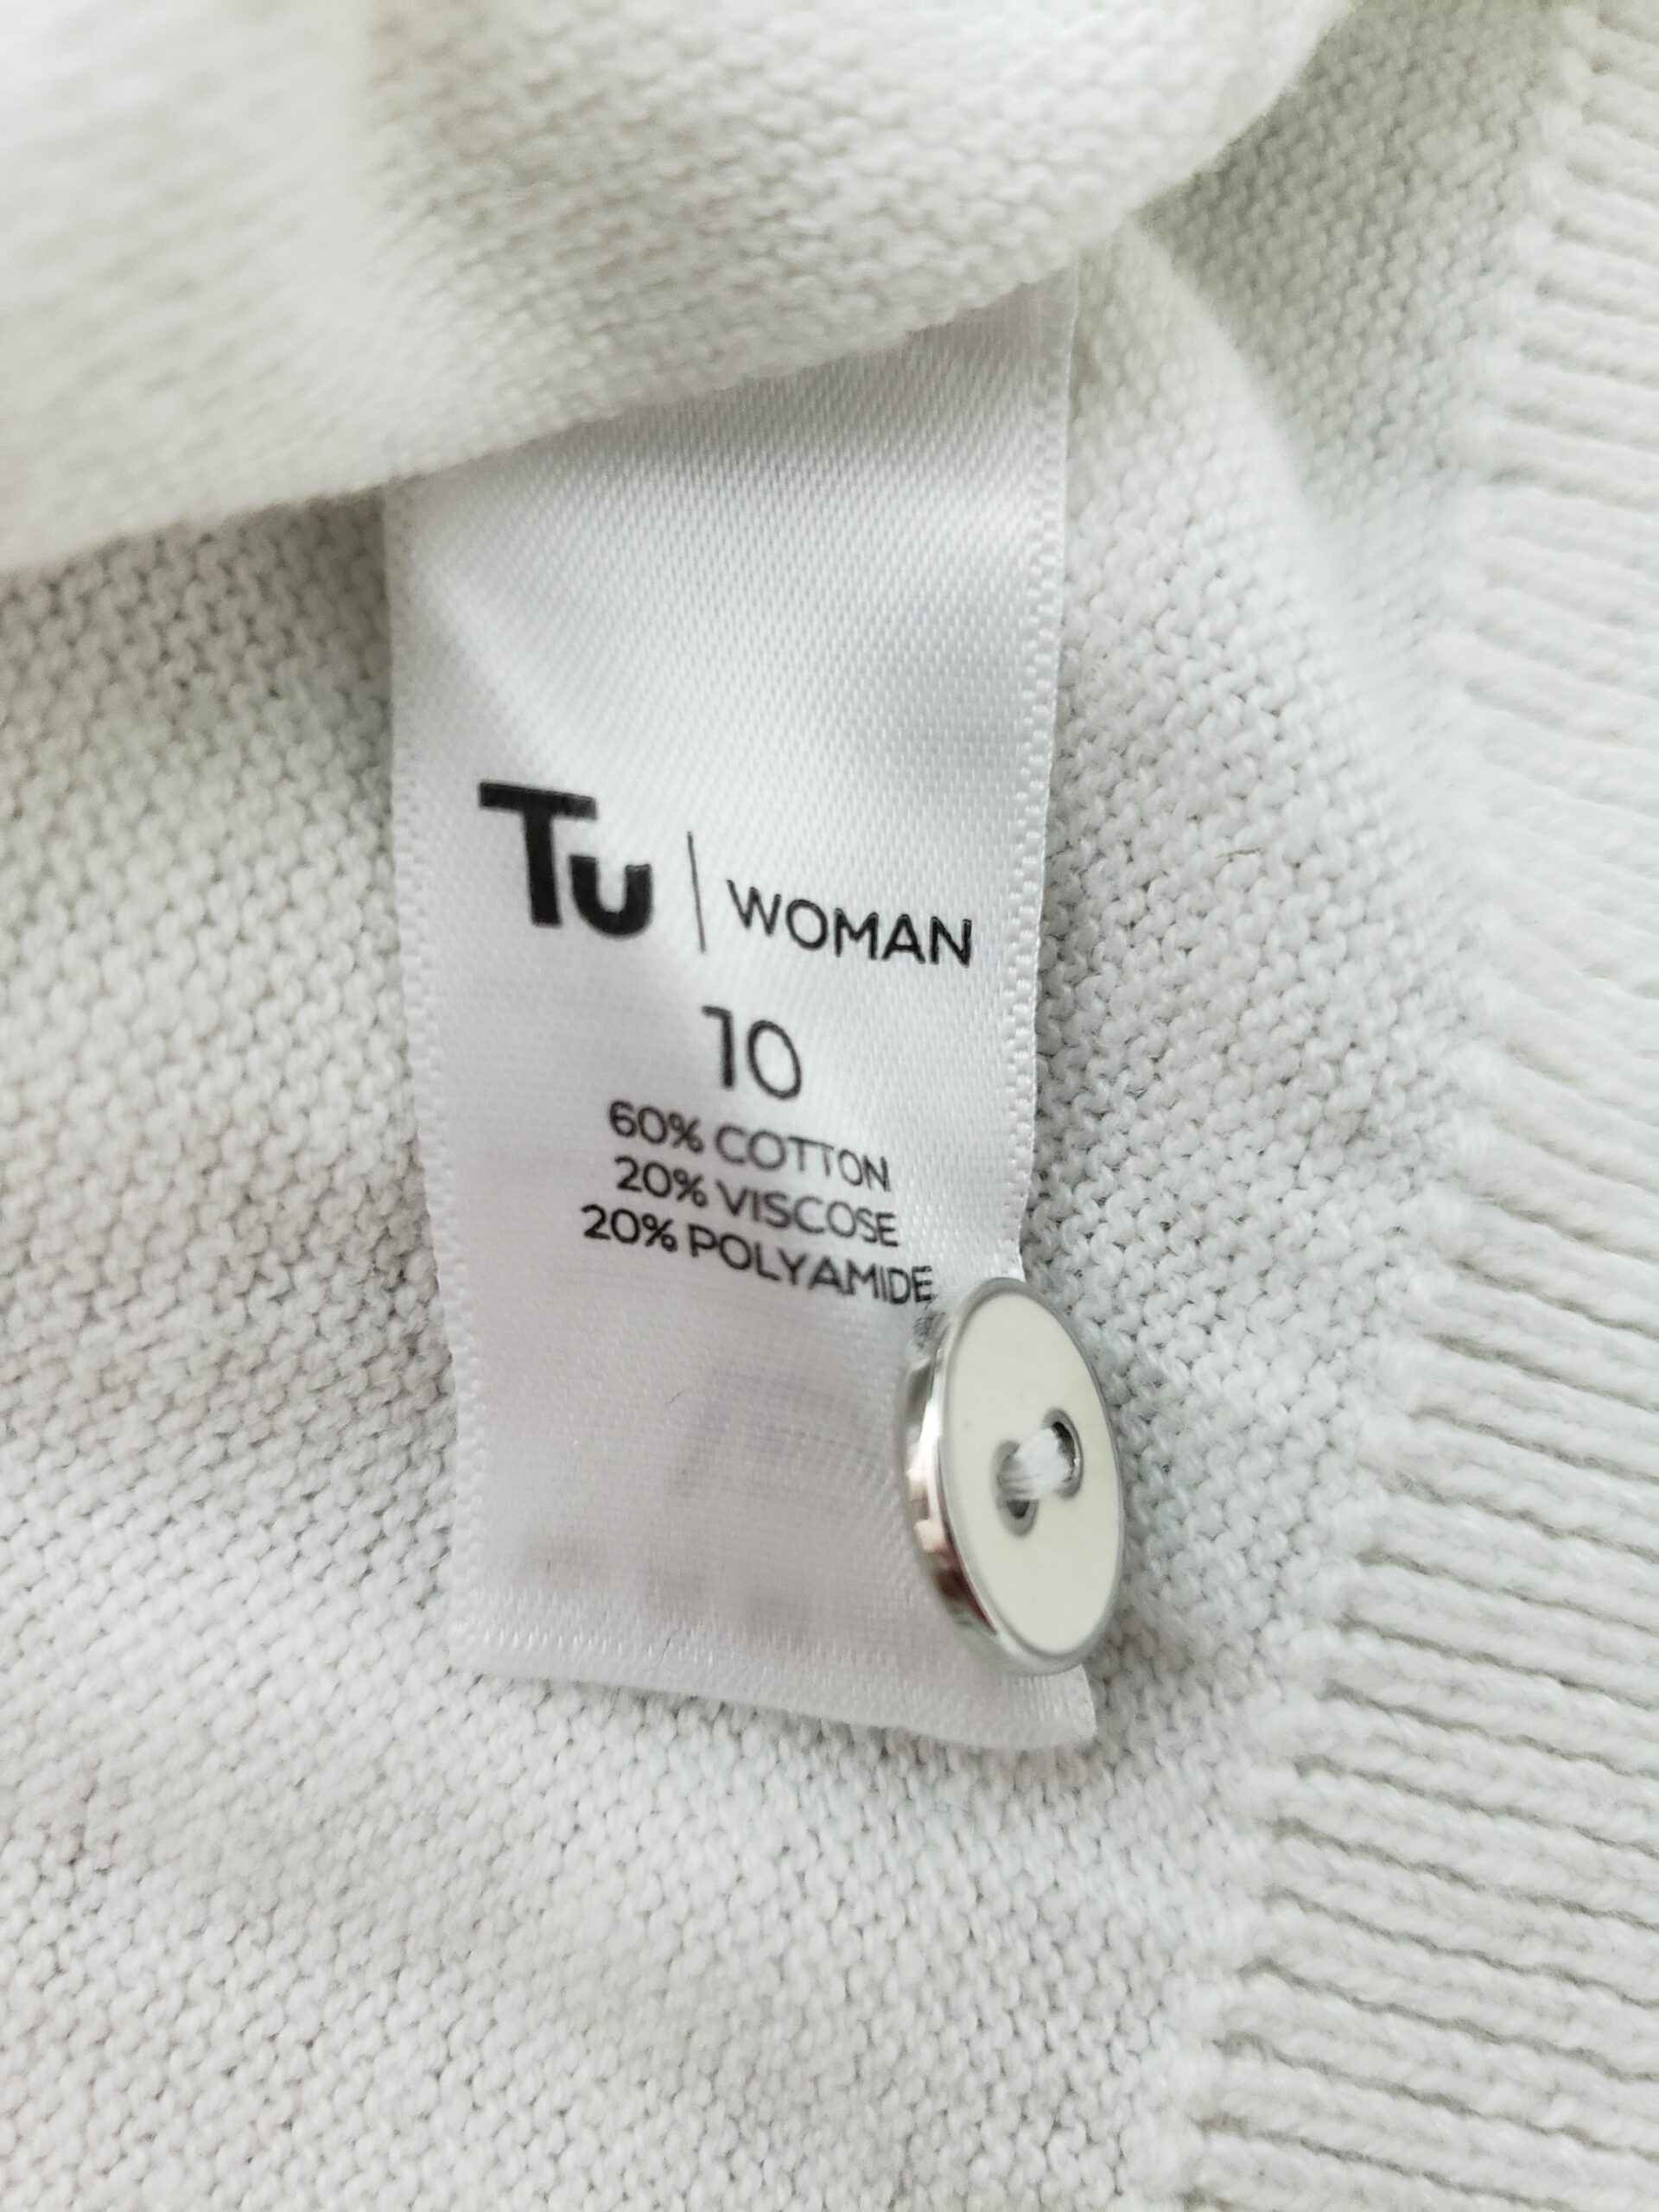 Tu | WOMAN
10
60% COTTON
20% VISCOSE
20% POLYAMIDE